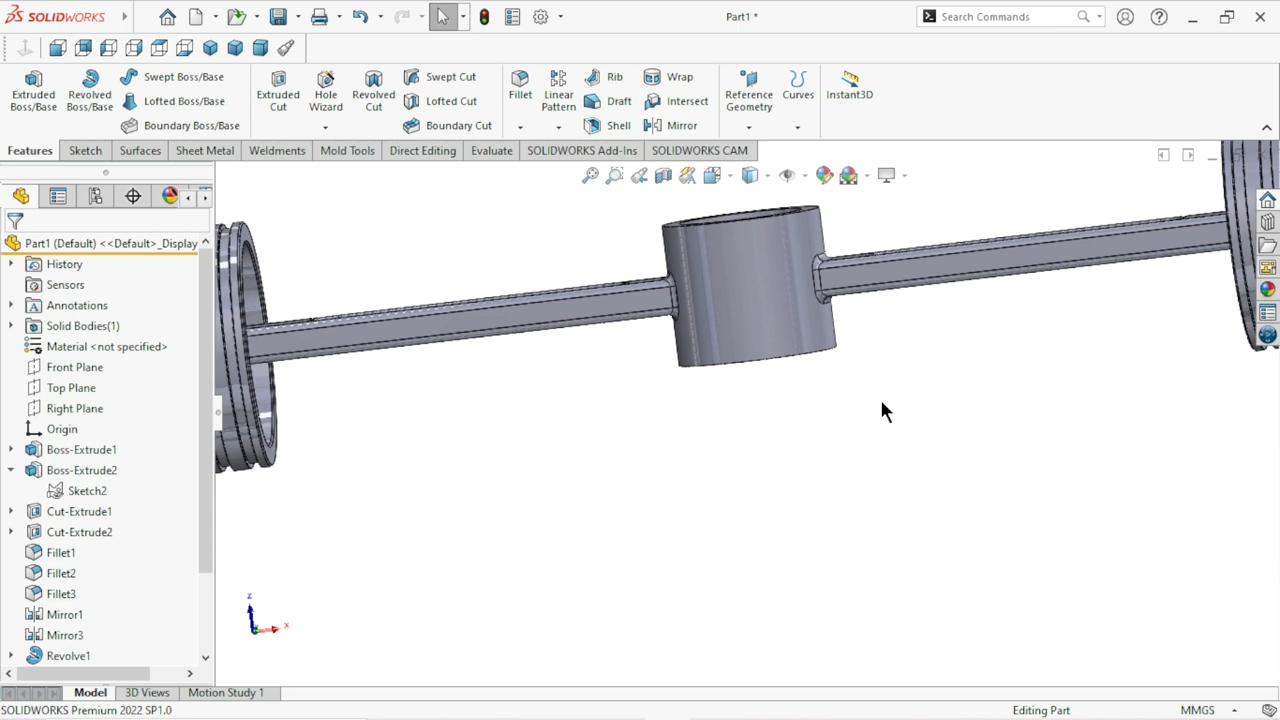 SOLIDWORKS
Part1 *
Search Commands
Extruded Boss/Base
Revolved Boss/Base
Swept Boss/Base
Lofted Boss/Base
Boundary Boss/Base
Extruded Cut
Hole Wizard
Revolved Cut
Swept Cut
Lofted Cut
Boundary Cut
Fillet
Linear Pattern
Rib
Draft
Shell
Wrap
Intersect
Mirror
Reference Geometry
Curves
Instant3D
Features
Sketch
Surfaces
Sheet Metal
Weldments
Mold Tools
Direct Editing
Evaluate
SOLIDWORKS Add-Ins
SOLIDWORKS CAM
Part1 (Default) <<Default>_Display
History
Sensors
Annotations
Solid Bodies(1)
Material <not specified>
Front Plane
Top Plane
Right Plane
Origin
Boss-Extrude1
Boss-Extrude2
Sketch2
Cut-Extrude1
Cut-Extrude2
Fillet1
Fillet2
Fillet3
Mirror1
Mirror3
Revolve1
z
x
Model
3D Views
Motion Study 1
SOLIDWORKS Premium 2022 SP1.0
Editing Part
MMGS